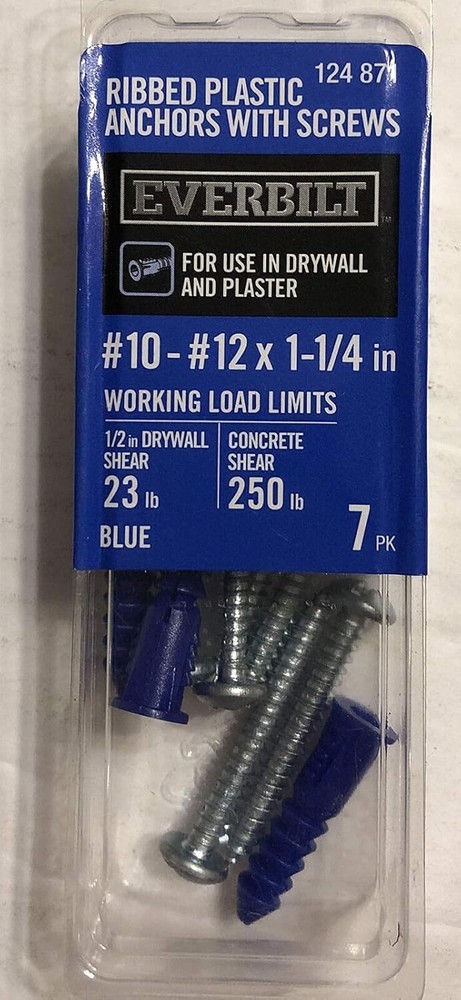 124 87
RIBBED PLASTIC
ANCHORS WITH SCREWS
EVERBILT™
FOR USE IN DRYWALL
AND PLASTER
#10 - #12 x 1-1/4 in
WORKING LOAD LIMITS
1/2 in DRYWALL
SHEAR
23 lb
CONCRETE
SHEAR
250 lb
BLUE
7 PK